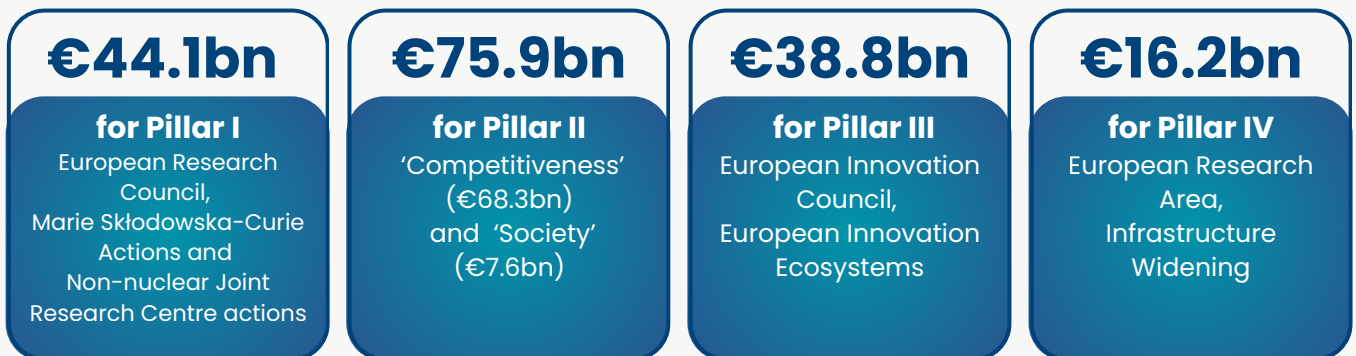 €44.1bn
for Pillar I
European Research
Council,
Marie Skłodowska-Curie
Actions and
Non-nuclear Joint
Research Centre actions
€75.9bn
for Pillar II
‘Competitiveness’
(€68.3bn)
and ‘Society’
(€7.6bn)
€38.8bn
for Pillar III
European Innovation
Council,
European Innovation
Ecosystems
€16.2bn
for Pillar IV
European Research
Area,
Infrastructure
Widening